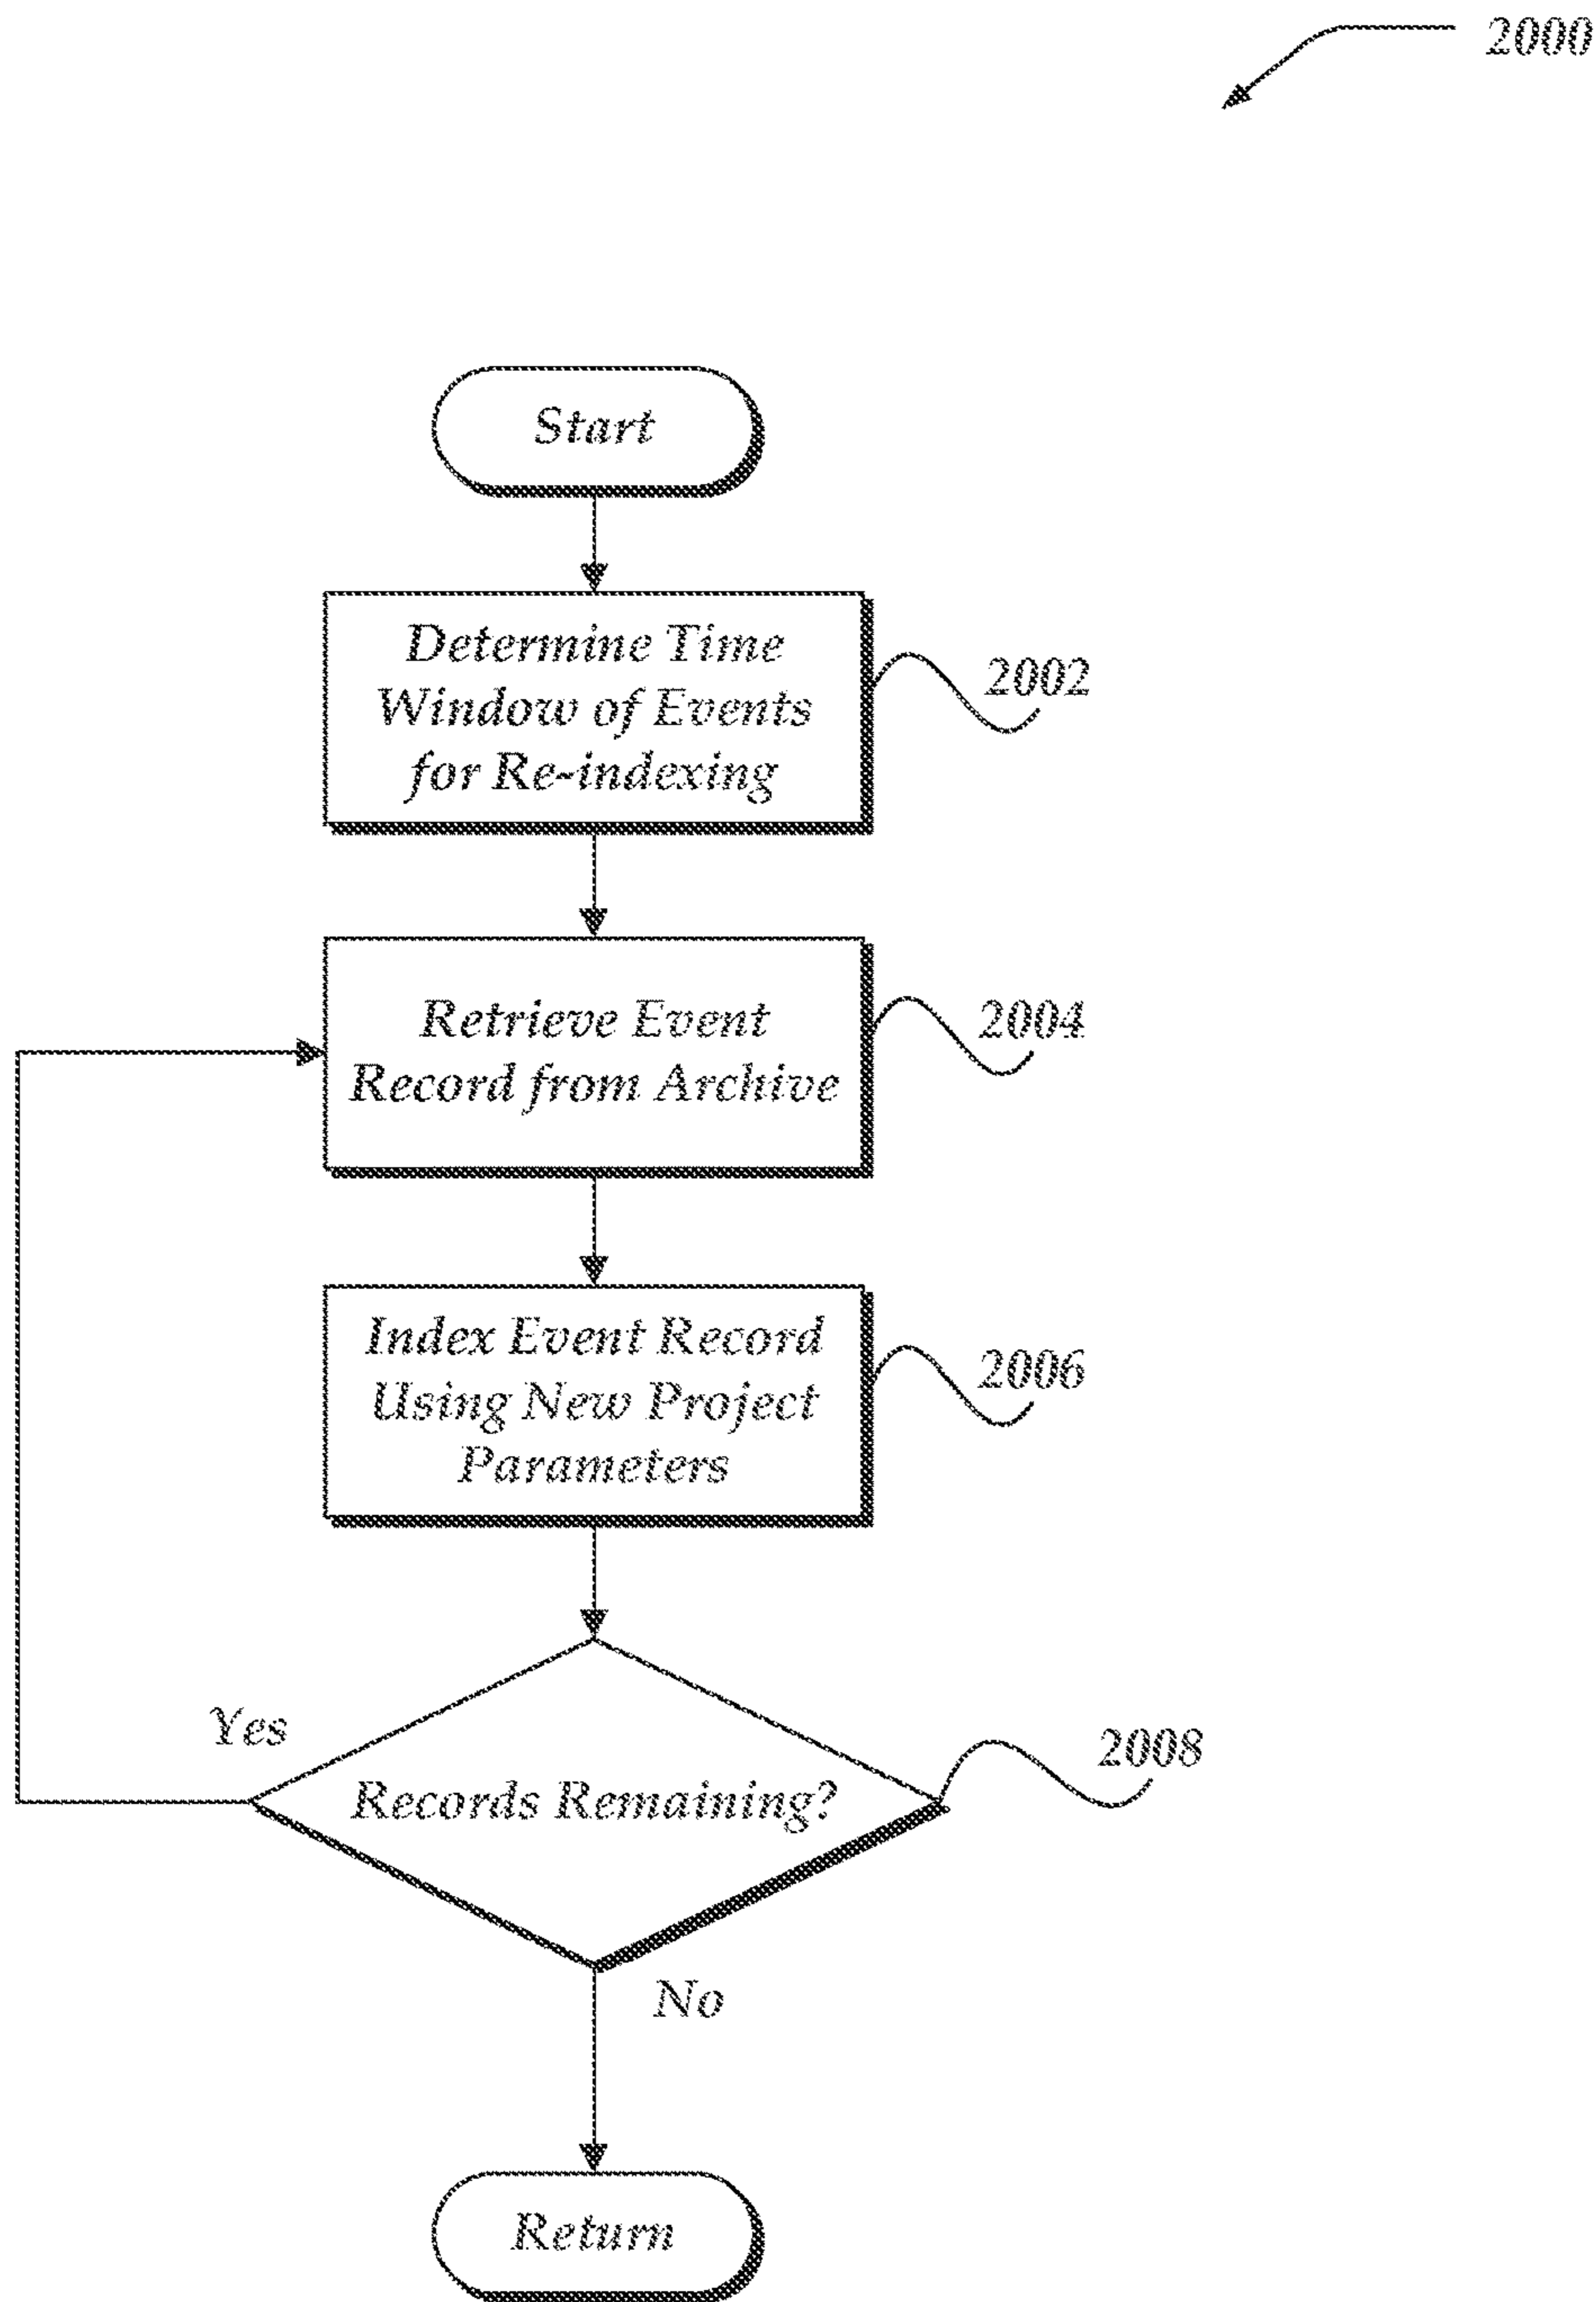 2000
Start
Determine Time
Window of Events
for Re-indexing
2002
Retrieve Event
Record from Archive
2004
Index Event Record
Using New Project
Parameters
2006
Yes
Records Remaining?
2008
No
Return